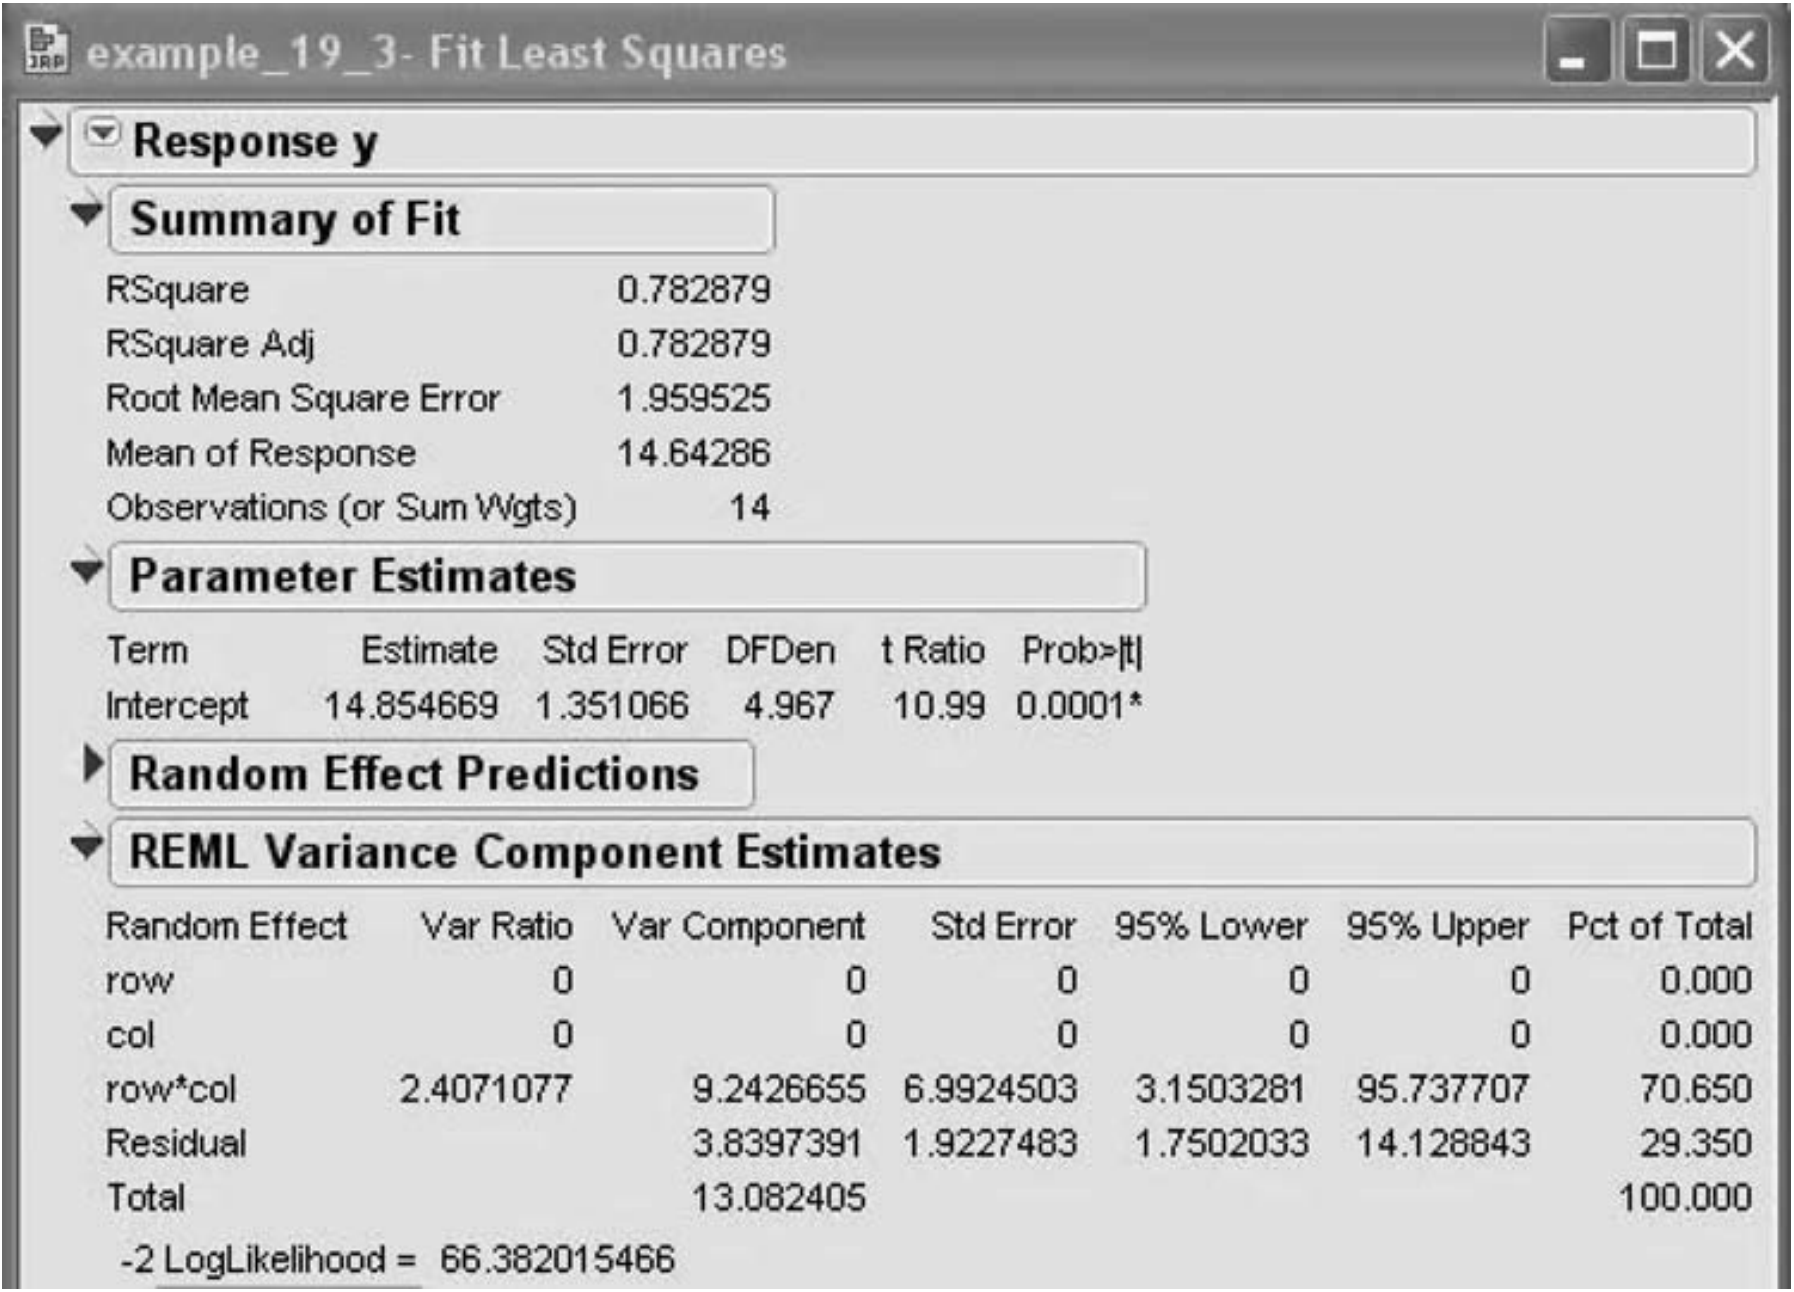 JRP example_19_3- Fit Least Squares
Response y
Summary of Fit
RSquare 0.782879
RSquare Adj 0.782879
Root Mean Square Error 1.959525
Mean of Response 14.64286
Observations (or Sum Wgts) 14
Parameter Estimates
Term Estimate Std Error DFDen t Ratio Prob>|t|
Intercept 14.854669 1.351066 4.967 10.99 0.0001*
Random Effect Predictions
REML Variance Component Estimates
Random Effect Var Ratio Var Component Std Error 95% Lower 95% Upper Pct of Total
row 0 0 0 0 0 0.000
col 0 0 0 0 0 0.000
row*col 2.4071077 9.2426655 6.9924503 3.1503281 95.737707 70.650
Residual 3.8397391 1.9227483 1.7502033 14.128843 29.350
Total 13.082405 100.000
-2 LogLikelihood = 66.382015466